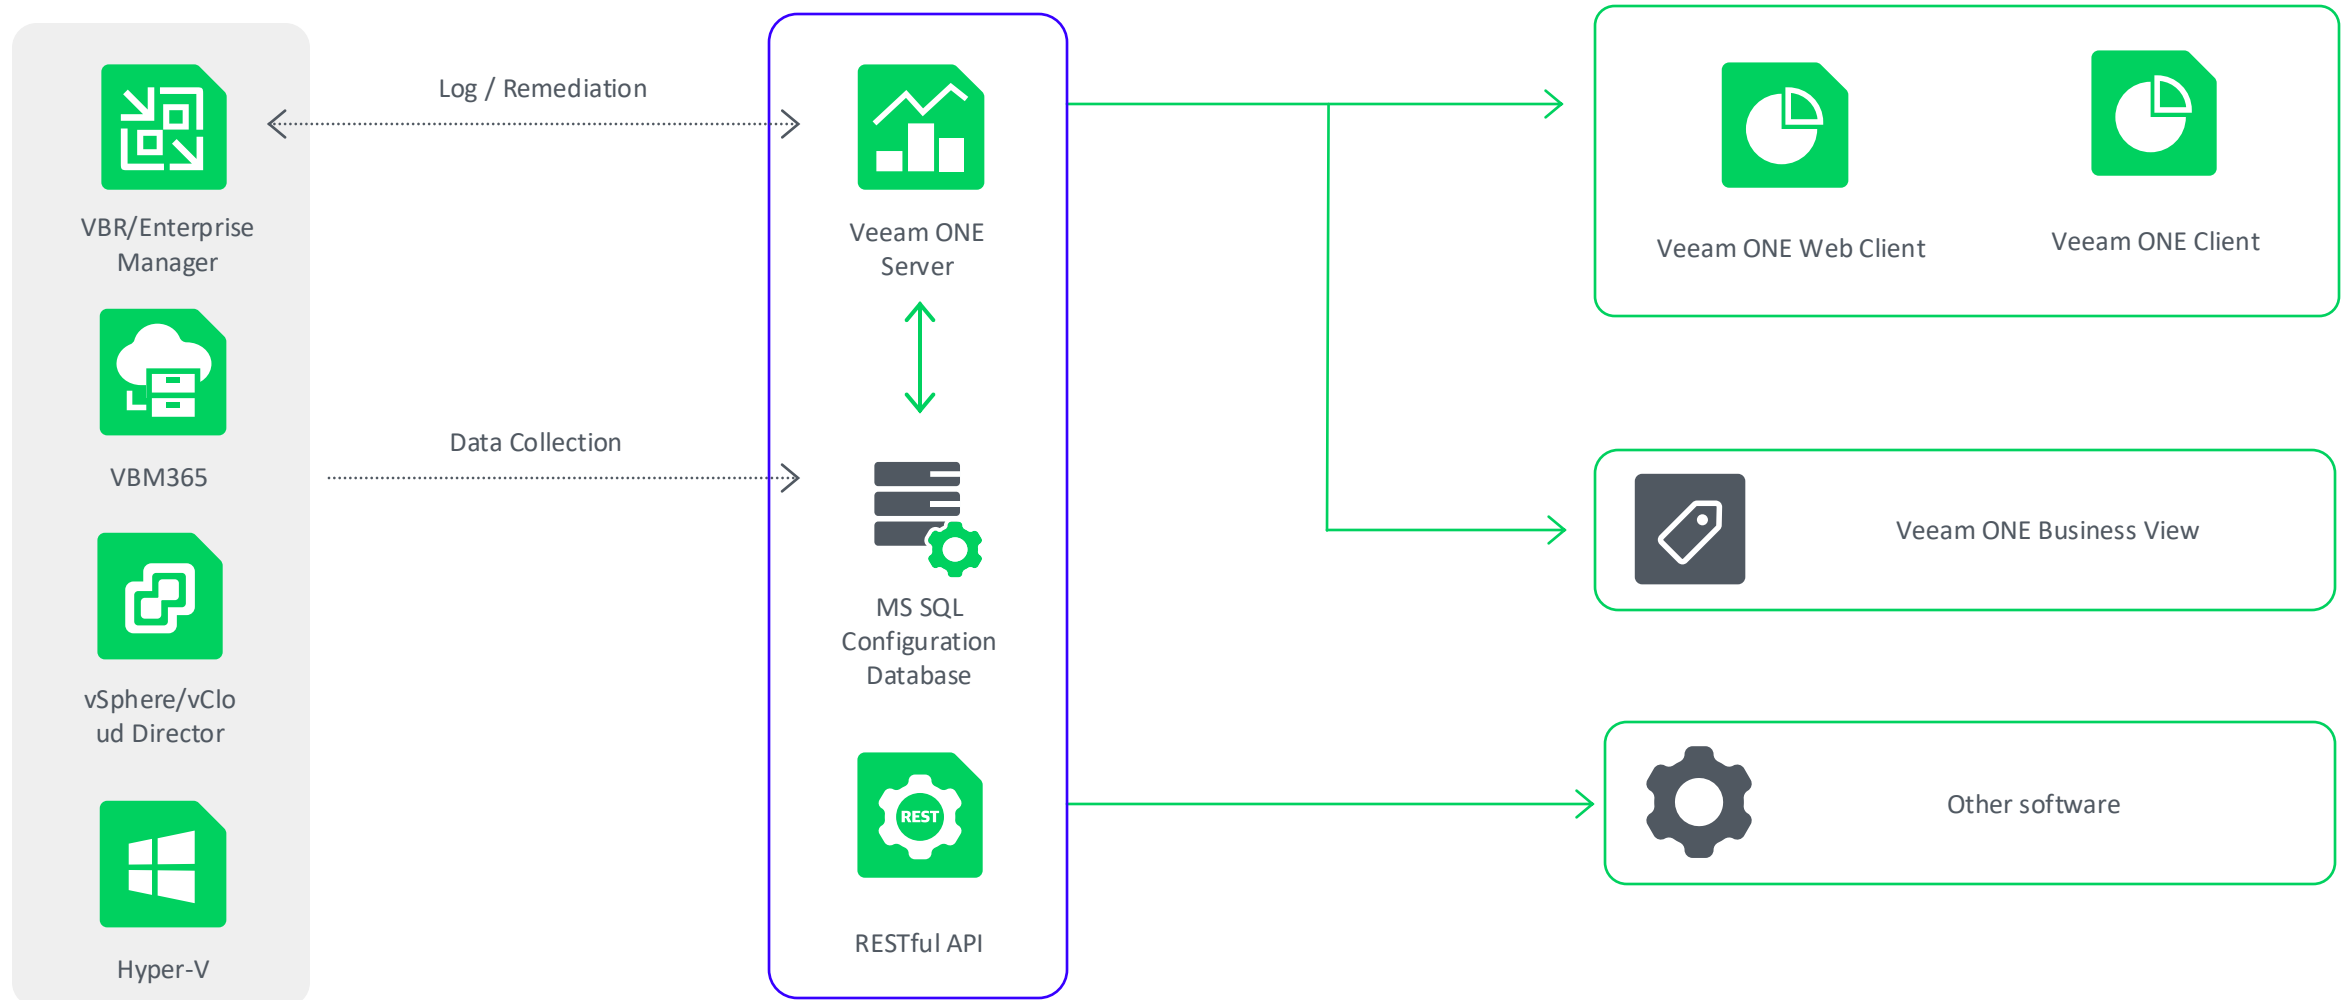 VBR/Enterprise
Manager
VBM365
vSphere/vClo
ud Director
Hyper-V
Log / Remediation
Data Collection
Veeam ONE
Server
MS SQL
Configuration
Database
REST
RESTful API
Veeam ONE Web Client
Veeam ONE Client
Veeam ONE Business View
Other software